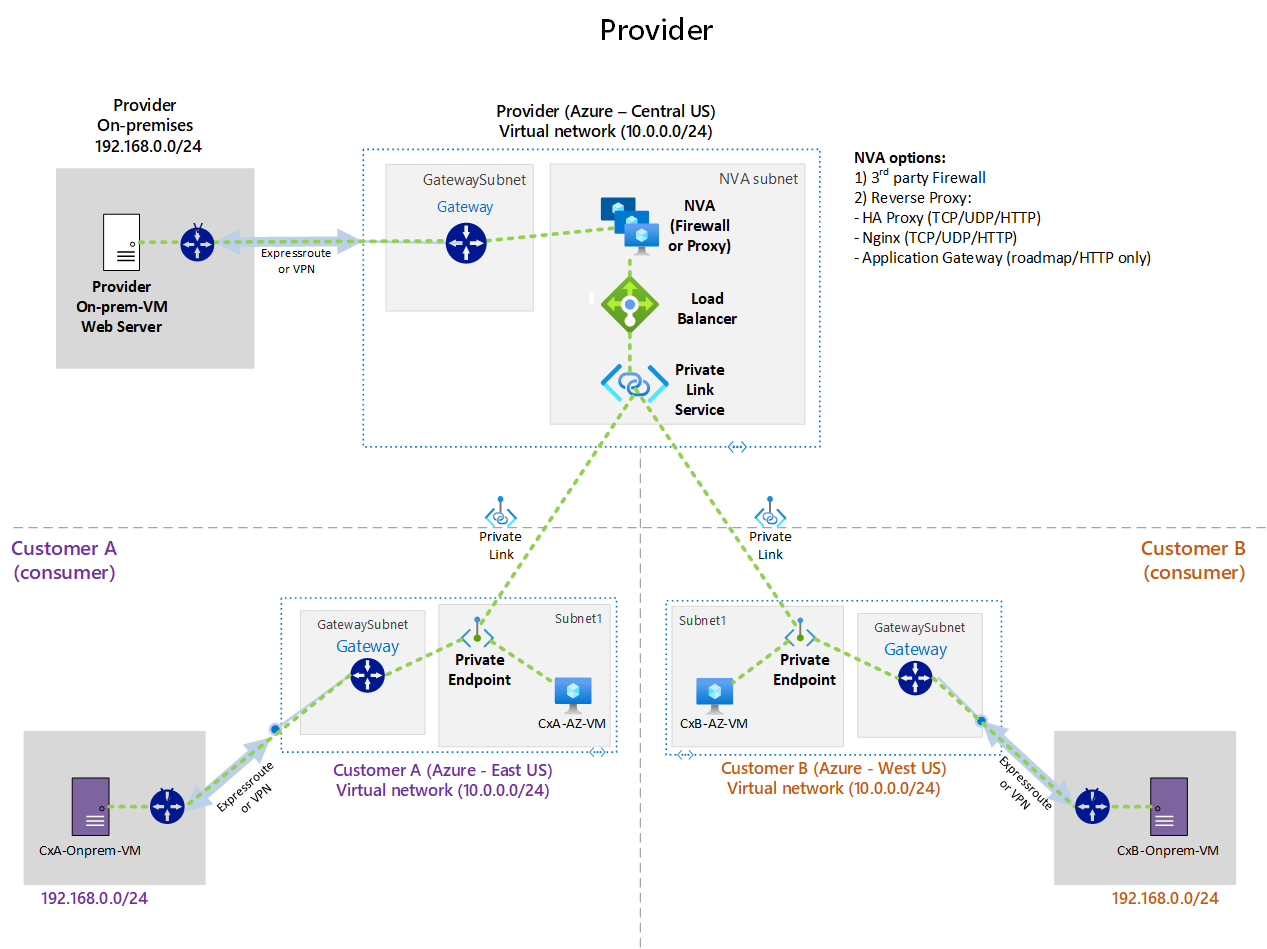 Provider
Provider
On-premises
192.168.0.0/24
Provider (Azure – Central US)
Virtual network (10.0.0.0/24)
GatewaySubnet
Gateway
NVA subnet
NVA
(Firewall
or Proxy)
NVA options:
1) 3rd party Firewall
2) Reverse Proxy:
- HA Proxy (TCP/UDP/HTTP)
- Nginx (TCP/UDP/HTTP)
- Application Gateway (roadmap/HTTP only)
Expressroute
or VPN
Provider
On-prem-VM
Web Server
Load
Balancer
Private
Link
Service
Private
Link
Private
Link
Customer A
(consumer)
Customer B
(consumer)
GatewaySubnet
Gateway
Subnet1
Private
Endpoint
CxA-AZ-VM
Subnet1
Private
Endpoint
CxB-AZ-VM
GatewaySubnet
Gateway
Customer A (Azure - East US)
Virtual network (10.0.0.0/24)
Customer B (Azure - West US)
Virtual network (10.0.0.0/24)
Expressroute
or VPN
Expressroute
or VPN
CxA-Onprem-VM
192.168.0.0/24
CxB-Onprem-VM
192.168.0.0/24